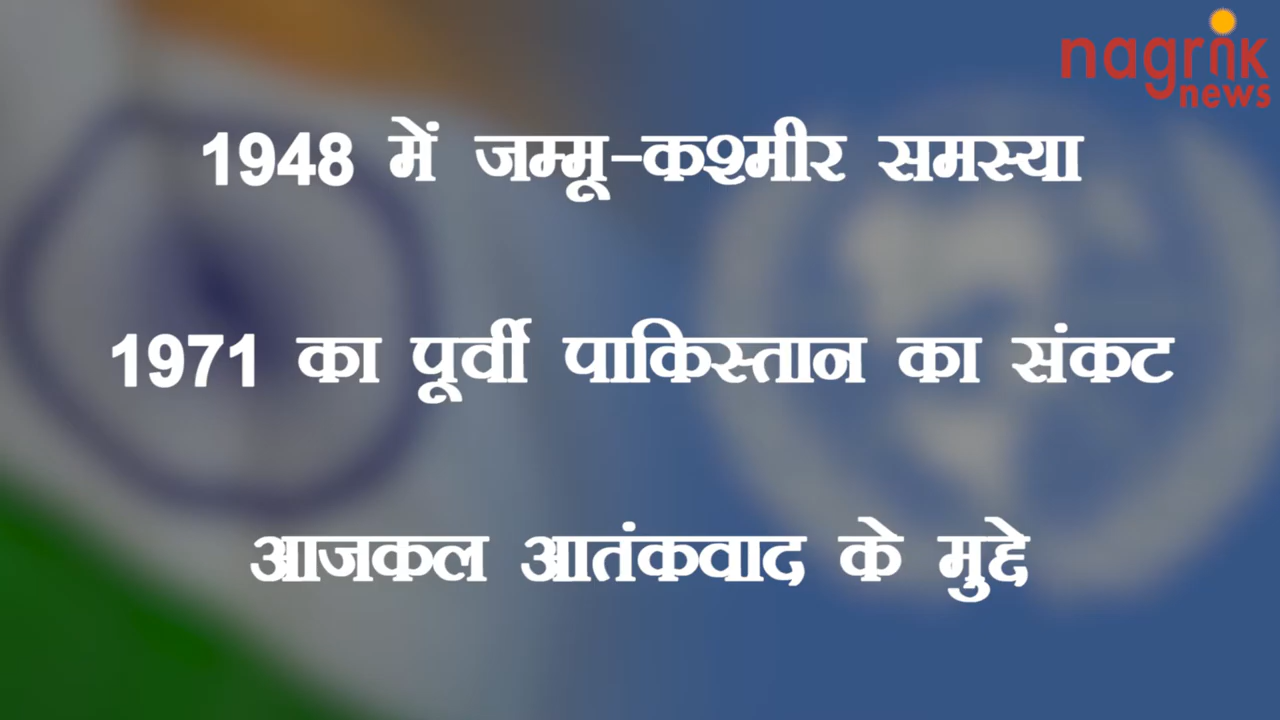 nagrik
news
1948 में जम्मू-कश्मीर समस्या
1971 का पूर्वी पाकिस्तान का संकट
आजकल आतंकवाद के मुद्दे